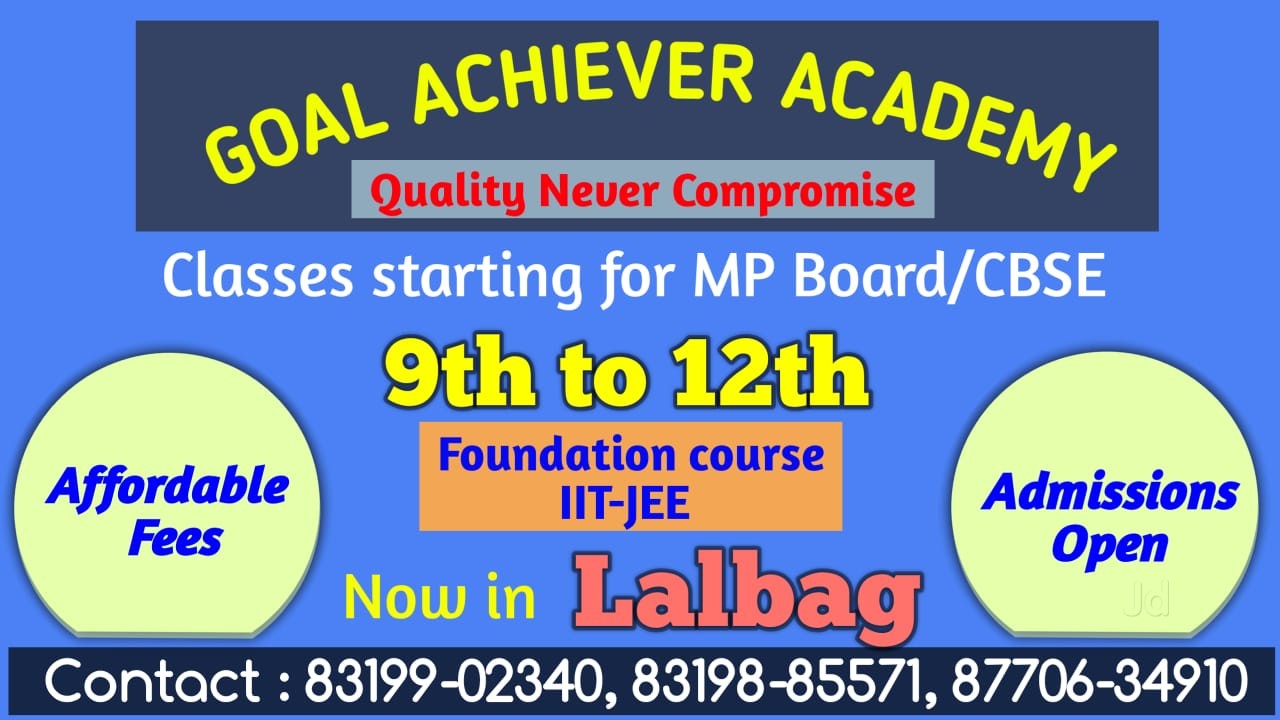 GOAL ACHIEVER ACADEMY
Quality Never Compromise
Classes starting for MP Board/CBSE
9th to 12th
Foundation course
IIT-JEE
Affordable
Fees
Admissions
Open
Now in Lalbag
Jd
Contact : 83199-02340, 83198-85571, 87706-34910